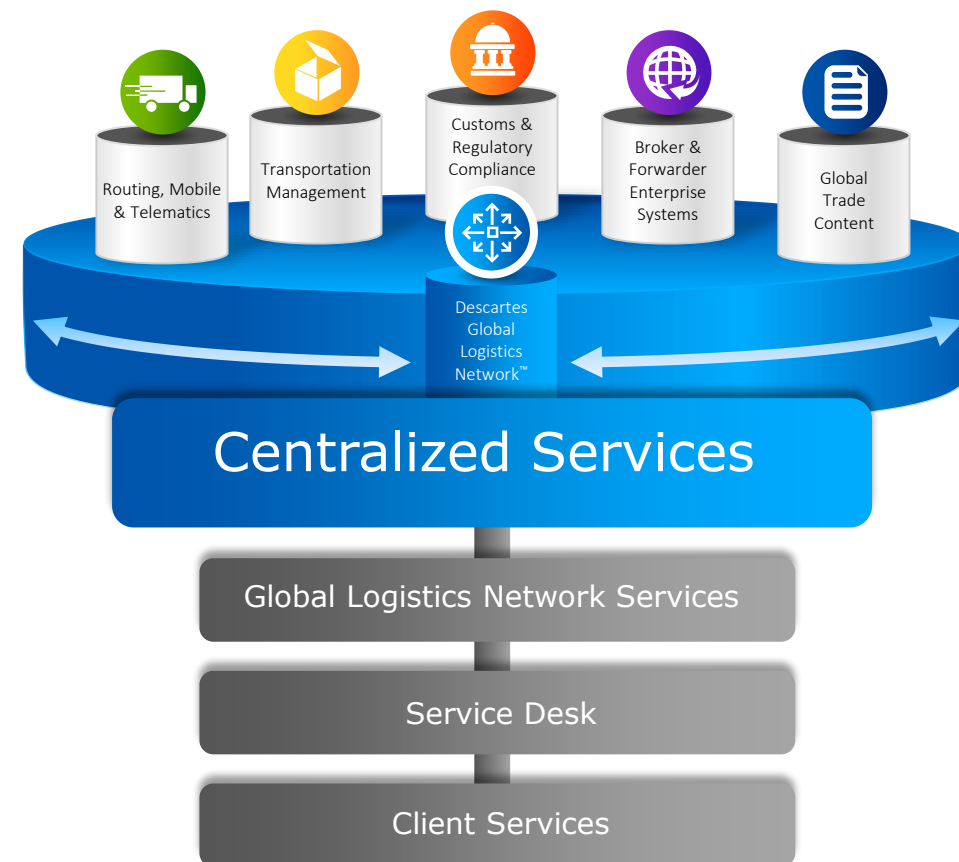 Routing, Mobile
& Telematics
Transportation
Management
Customs &
Regulatory
Compliance
Broker &
Forwarder
Enterprise
Systems
Global
Trade
Content
Descartes
Global
Logistics
Network™
Centralized Services
Global Logistics Network Services
Service Desk
Client Services